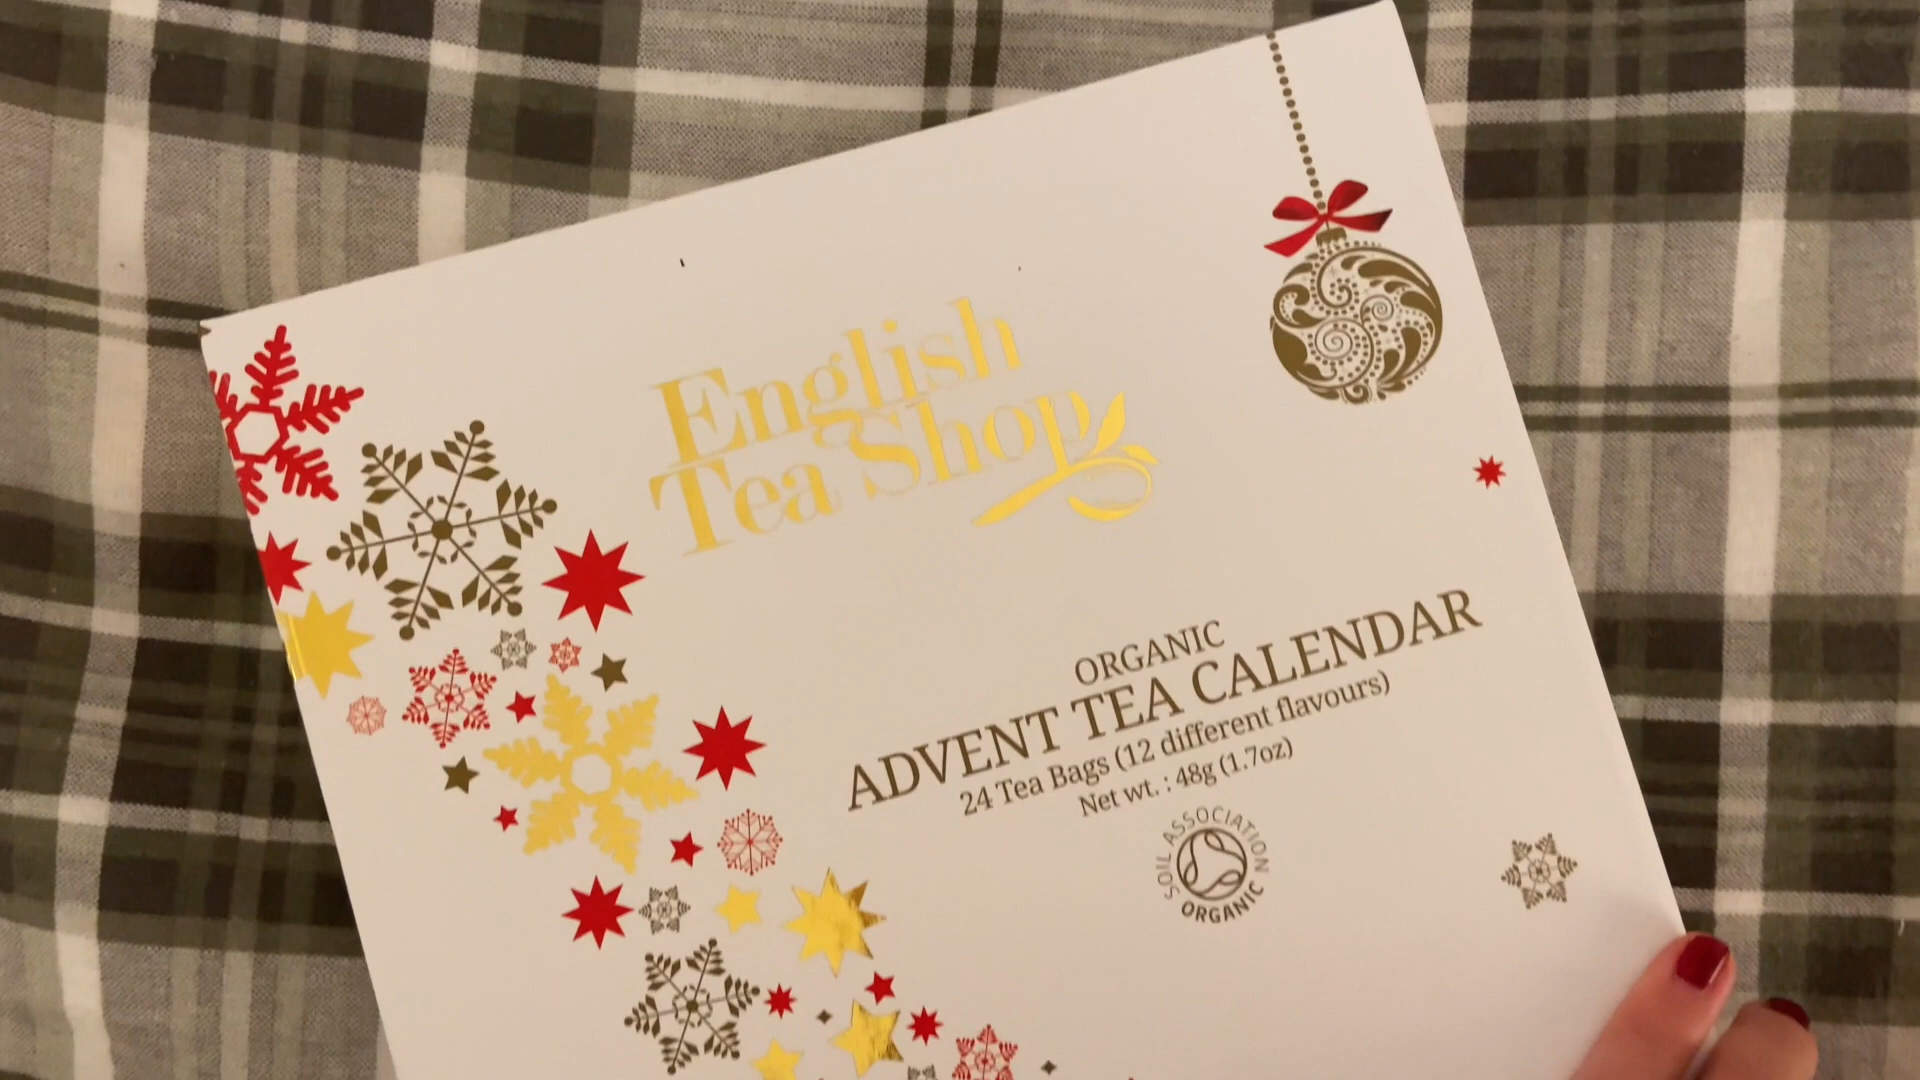 English
Tea Shop
ORGANIC
ADVENT TEA CALENDAR
24 Tea Bags (12 different flavours)
Net wt. : 48g (1.7oz)
SOIL ASSOCIATION
ORGANIC